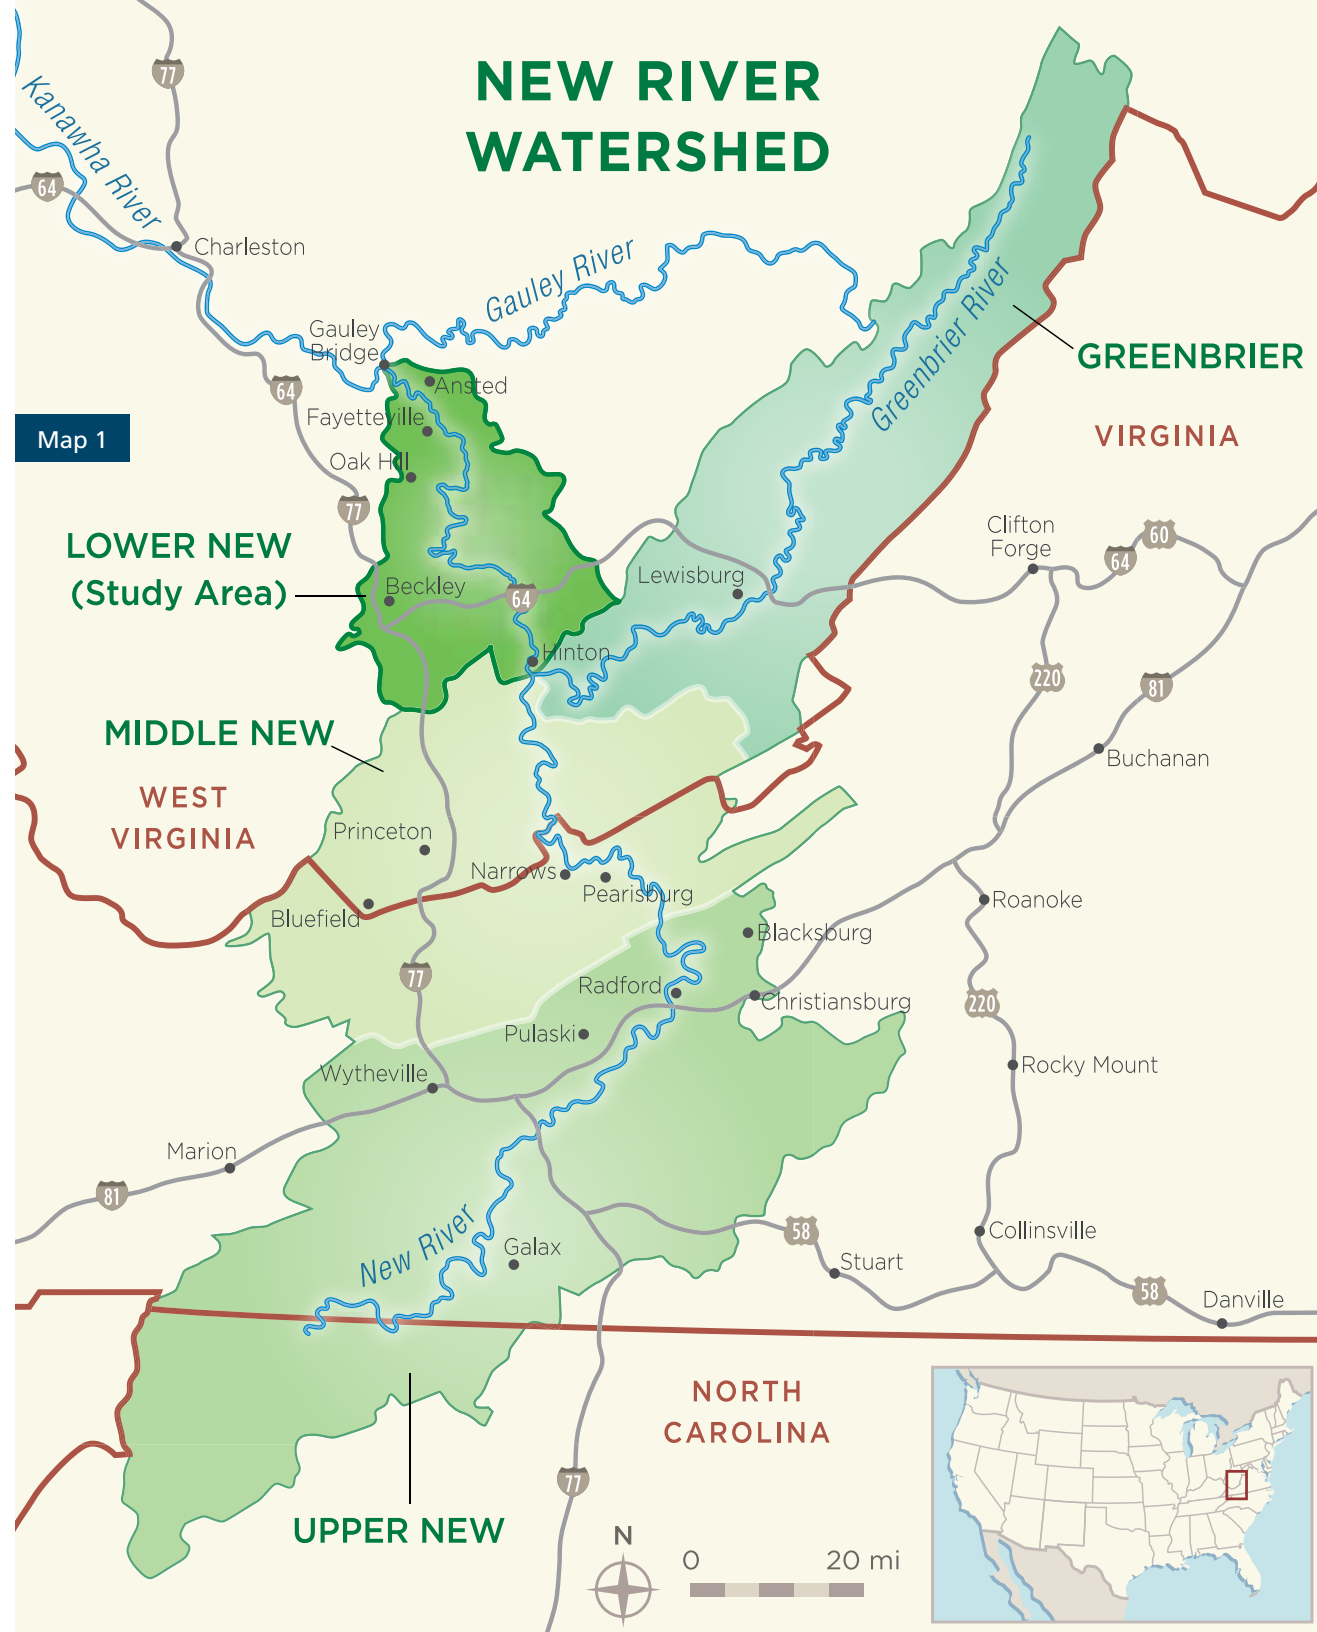 NEW RIVER
WATERSHED
77
Kanawha River
64
Charleston
Gauley River
Greenbrier River
Gauley
Bridge
GREENBRIER
64
Ansted
Fayetteville
Map 1
VIRGINIA
Oak Hill
77
Clifton
Forge
60
64
LOWER NEW
(Study Area)
Lewisburg
Beckley
64
Hinton
220
81
MIDDLE NEW
Buchanan
WEST
VIRGINIA
Princeton
Narrows
Pearisburg
Roanoke
Bluefield
Blacksburg
77
Radford
Christiansburg
220
Pulaski
Rocky Mount
Wytheville
Marion
81
New River
58
Collinsville
Galax
Stuart
58
Danville
NORTH
CAROLINA
77
UPPER NEW
N
0 20 mi